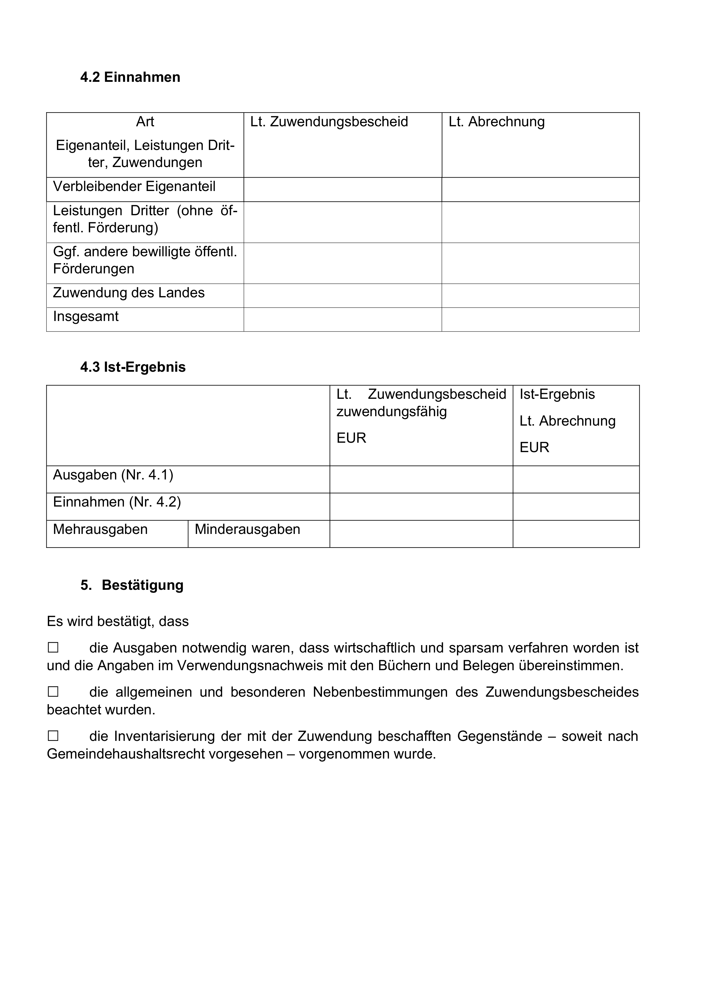 4.2 Einnahmen
Art
Eigenanteil, Leistungen Drit-
ter, Zuwendungen
Lt. Zuwendungsbescheid
Lt. Abrechnung
Verbleibender Eigenanteil
Leistungen Dritter (ohne öf-
fentl. Förderung)
Ggf. andere bewilligte öffentl.
Förderungen
Zuwendung des Landes
Insgesamt
4.3 Ist-Ergebnis
Lt. Zuwendungsbescheid
zuwendungsfähig
EUR
Ist-Ergebnis
Lt. Abrechnung
EUR
Ausgaben (Nr. 4.1)
Einnahmen (Nr. 4.2)
Mehrausgaben
Minderausgaben
5. Bestätigung
Es wird bestätigt, dass
☐ die Ausgaben notwendig waren, dass wirtschaftlich und sparsam verfahren worden ist
und die Angaben im Verwendungsnachweis mit den Büchern und Belegen übereinstimmen.
☐ die allgemeinen und besonderen Nebenbestimmungen des Zuwendungsbescheides
beachtet wurden.
☐ die Inventarisierung der mit der Zuwendung beschafften Gegenstände – soweit nach
Gemeindehaushaltsrecht vorgesehen – vorgenommen wurde.